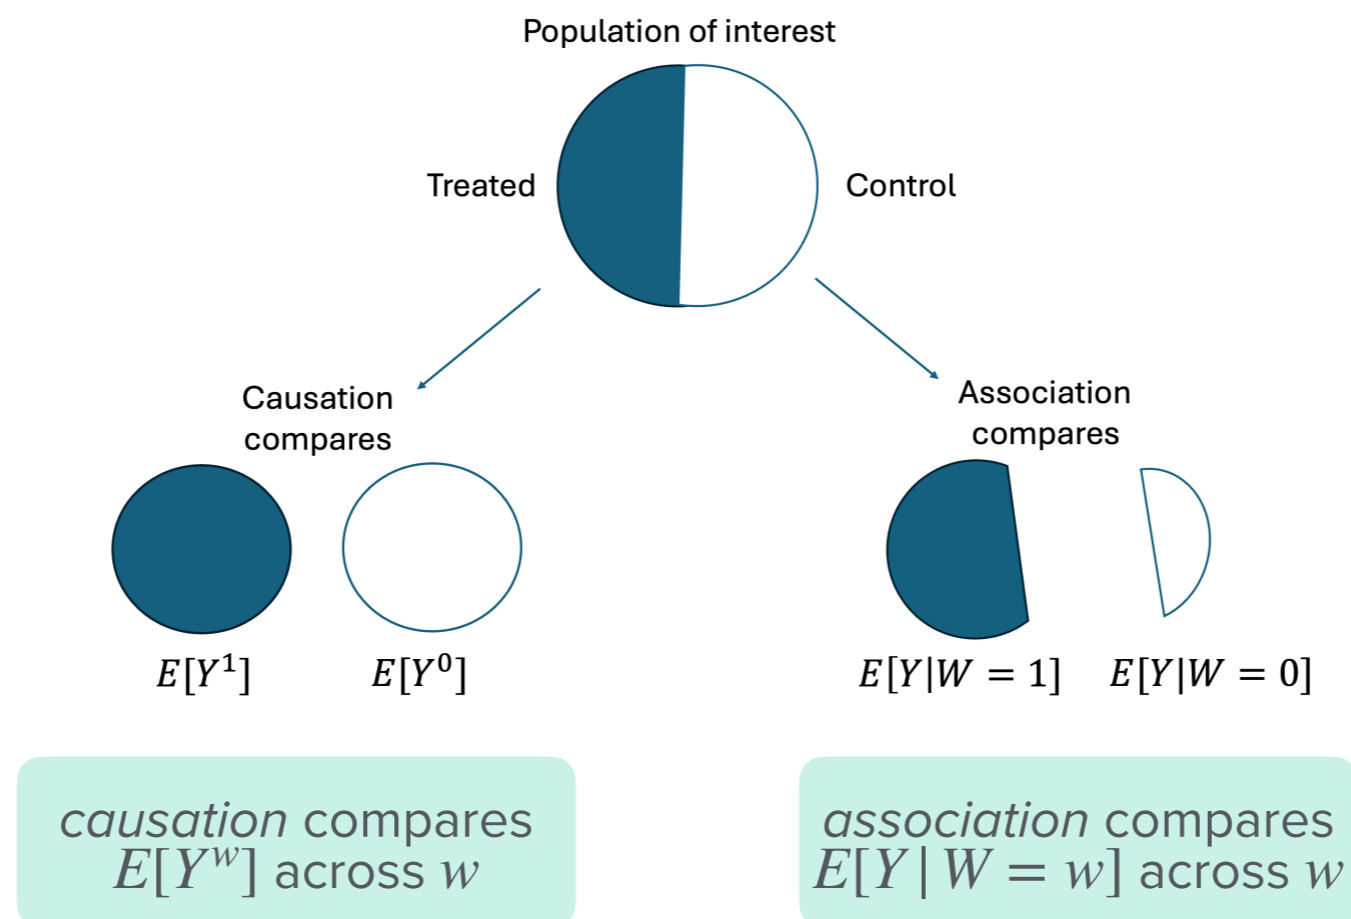 Population of interest
Treated
Control
Causation
compares
Association
compares
E[Y¹]
E[Y⁰]
E[Y|W = 1]
E[Y|W = 0]
causation compares
E[Yʷ] across w
association compares
E[Y | W = w] across w